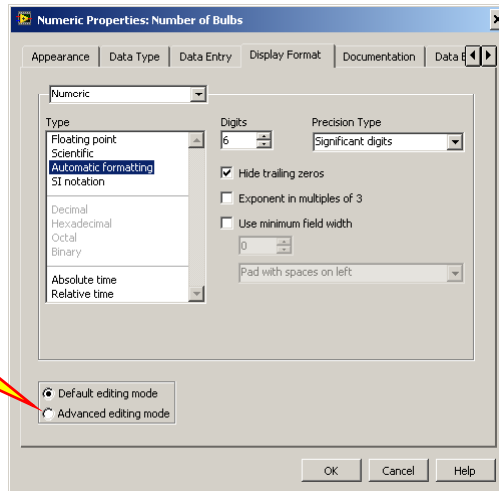 Numeric Properties: Number of Bulbs
Appearance Data Type Data Entry Display Format Documentation Data
Numeric
Type Digits Precision Type
Floating point 6 Significant digits
Scientific
Automatic formatting Hide trailing zeros
SI notation Exponent in multiples of 3
Decimal Use minimum field width
Hexadecimal 0
Octal
Binary Pad with spaces on left
Absolute time
Relative time
Default editing mode
Advanced editing mode
OK Cancel Help